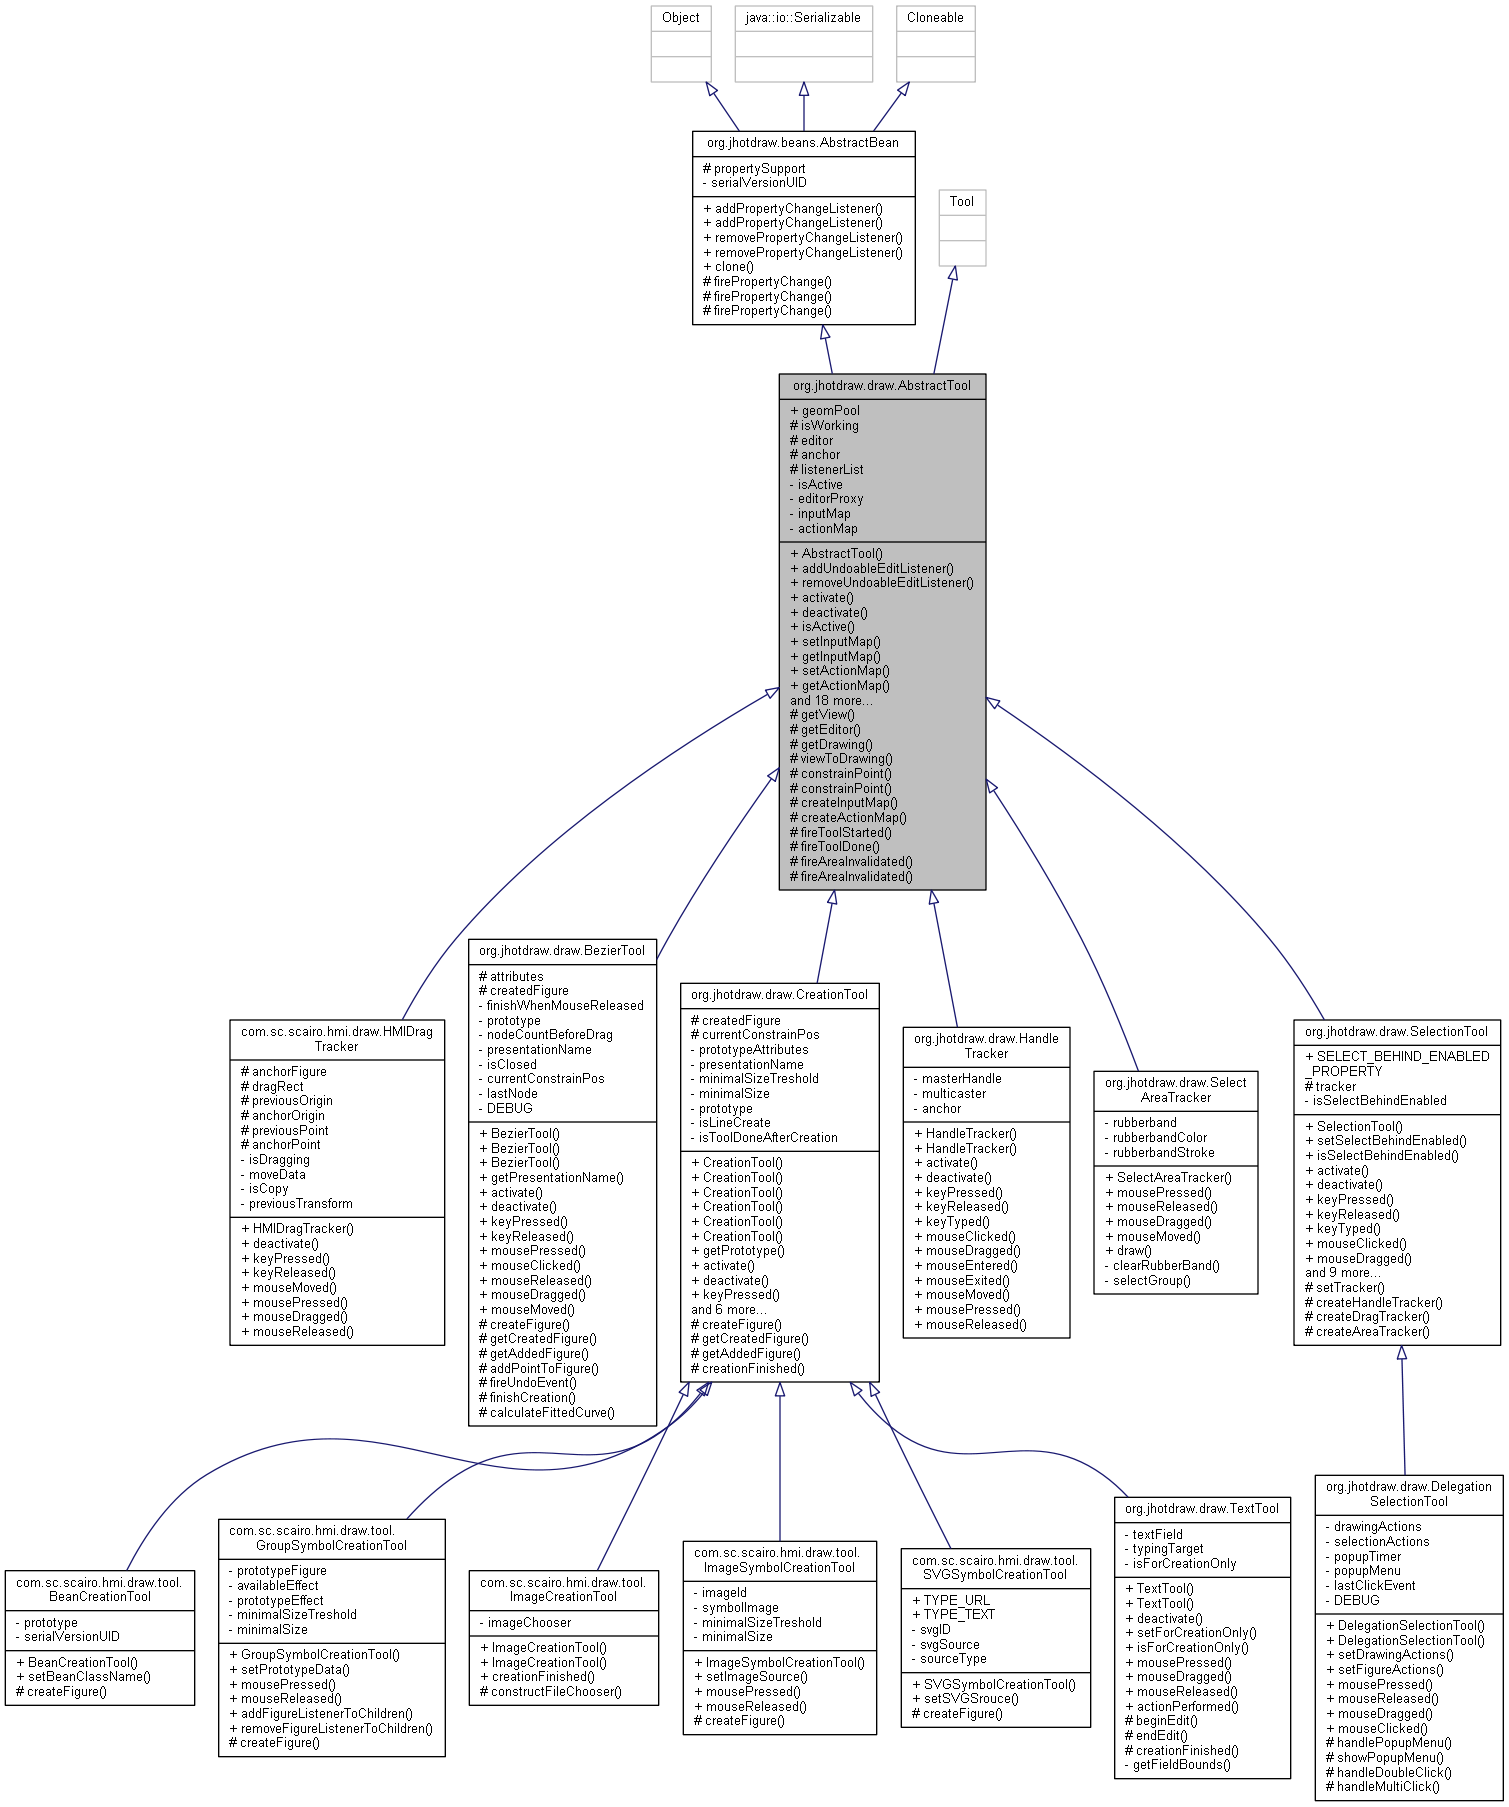 Object
java::io::Serializable
Cloneable
org.jhotdraw.beans.AbstractBean
# propertySupport
- serialVersionUID
+ addPropertyChangeListener()
+ addPropertyChangeListener()
+ removePropertyChangeListener()
+ removePropertyChangeListener()
+ clone()
# firePropertyChange()
# firePropertyChange()
# firePropertyChange()
Tool
org.jhotdraw.draw.AbstractTool
+ geomPool
# isWorking
# editor
# anchor
# listenerList
- isActive
- editorProxy
- inputMap
- actionMap
+ AbstractTool()
+ addUndoableEditListener()
+ removeUndoableEditListener()
+ activate()
+ deactivate()
+ isActive()
+ setInputMap()
+ getInputMap()
+ setActionMap()
+ getActionMap()
and 18 more...
# getView()
# getEditor()
# getDrawing()
# viewToDrawing()
# constrainPoint()
# constrainPoint()
# createInputMap()
# createActionMap()
# fireToolStarted()
# fireToolDone()
# fireAreaInvalidated()
# fireAreaInvalidated()
com.sc.scairo.hmi.draw.HMIDrag
Tracker
# anchorFigure
# dragRect
# previousOrigin
# anchorOrigin
# previousPoint
# anchorPoint
- isDragging
- moveData
- isCopy
- previousTransform
+ HMIDragTracker()
+ deactivate()
+ keyPressed()
+ keyReleased()
+ mouseMoved()
+ mousePressed()
+ mouseDragged()
+ mouseReleased()
org.jhotdraw.draw.BezierTool
# attributes
# createdFigure
- finishWhenMouseReleased
- prototype
- nodeCountBeforeDrag
- presentationName
- isClosed
- currentConstrainPos
- lastNode
- DEBUG
+ BezierTool()
+ BezierTool()
+ BezierTool()
+ getPresentationName()
+ activate()
+ deactivate()
+ keyPressed()
+ keyReleased()
+ mousePressed()
+ mouseClicked()
+ mouseReleased()
+ mouseDragged()
+ mouseMoved()
# createFigure()
# getCreatedFigure()
# getAddedFigure()
# addPointToFigure()
# fireUndoEvent()
# finishCreation()
# calculateFittedCurve()
org.jhotdraw.draw.CreationTool
# createdFigure
# currentConstrainPos
- prototypeAttributes
- presentationName
- minimalSizeTreshold
- minimalSize
- prototype
- isLineCreate
- isToolDoneAfterCreation
+ CreationTool()
+ CreationTool()
+ CreationTool()
+ CreationTool()
+ CreationTool()
+ CreationTool()
+ getPrototype()
+ activate()
+ deactivate()
+ keyPressed()
and 6 more...
# createFigure()
# getCreatedFigure()
# getAddedFigure()
# creationFinished()
org.jhotdraw.draw.Handle
Tracker
- masterHandle
- multicaster
- anchor
+ HandleTracker()
+ HandleTracker()
+ activate()
+ deactivate()
+ keyPressed()
+ keyReleased()
+ keyTyped()
+ mouseClicked()
+ mouseDragged()
+ mouseEntered()
+ mouseExited()
+ mouseMoved()
+ mousePressed()
+ mouseReleased()
org.jhotdraw.draw.Select
AreaTracker
- rubberband
- rubberbandColor
- rubberbandStroke
+ SelectAreaTracker()
+ mousePressed()
+ mouseReleased()
+ mouseDragged()
+ mouseMoved()
+ draw()
- clearRubberBand()
- selectGroup()
org.jhotdraw.draw.SelectionTool
+ SELECT_BEHIND_ENABLED
_PROPERTY
# tracker
- isSelectBehindEnabled
+ SelectionTool()
+ setSelectBehindEnabled()
+ isSelectBehindEnabled()
+ activate()
+ deactivate()
+ keyPressed()
+ keyReleased()
+ keyTyped()
+ mouseClicked()
+ mouseDragged()
and 9 more...
# setTracker()
# createHandleTracker()
# createDragTracker()
# createAreaTracker()
com.sc.scairo.hmi.draw.tool.
BeanCreationTool
- prototype
- serialVersionUID
+ BeanCreationTool()
+ setBeanClassName()
# createFigure()
com.sc.scairo.hmi.draw.tool.
GroupSymbolCreationTool
- prototypeFigure
- availableEffect
- prototypeEffect
- minimalSizeTreshold
- minimalSize
+ GroupSymbolCreationTool()
+ setPrototypeData()
+ mousePressed()
+ mouseReleased()
+ addFigureListenerToChildren()
+ removeFigureListenerToChildren()
# createFigure()
com.sc.scairo.hmi.draw.tool.
ImageCreationTool
- imageChooser
+ ImageCreationTool()
+ ImageCreationTool()
+ creationFinished()
# constructFileChooser()
com.sc.scairo.hmi.draw.tool.
ImageSymbolCreationTool
- imageId
- symbolImage
- minimalSizeTreshold
- minimalSize
+ ImageSymbolCreationTool()
+ setImageSource()
+ mousePressed()
+ mouseReleased()
# createFigure()
com.sc.scairo.hmi.draw.tool.
SVGSymbolCreationTool
+ TYPE_URL
+ TYPE_TEXT
- svgID
- svgSource
- sourceType
+ SVGSymbolCreationTool()
+ setSVGSrouce()
# createFigure()
org.jhotdraw.draw.TextTool
- textField
- typingTarget
- isForCreationOnly
+ TextTool()
+ TextTool()
+ deactivate()
+ setForCreationOnly()
+ isForCreationOnly()
+ mousePressed()
+ mouseDragged()
+ mouseReleased()
+ actionPerformed()
# beginEdit()
# endEdit()
# creationFinished()
- getFieldBounds()
org.jhotdraw.draw.Delegation
SelectionTool
- drawingActions
- selectionActions
- popupTimer
- popupMenu
- lastClickEvent
- DEBUG
+ DelegationSelectionTool()
+ DelegationSelectionTool()
+ setDrawingActions()
+ setFigureActions()
+ mousePressed()
+ mouseReleased()
+ mouseDragged()
+ mouseClicked()
# handlePopupMenu()
# showPopupMenu()
# handleDoubleClick()
# handleMultiClick()